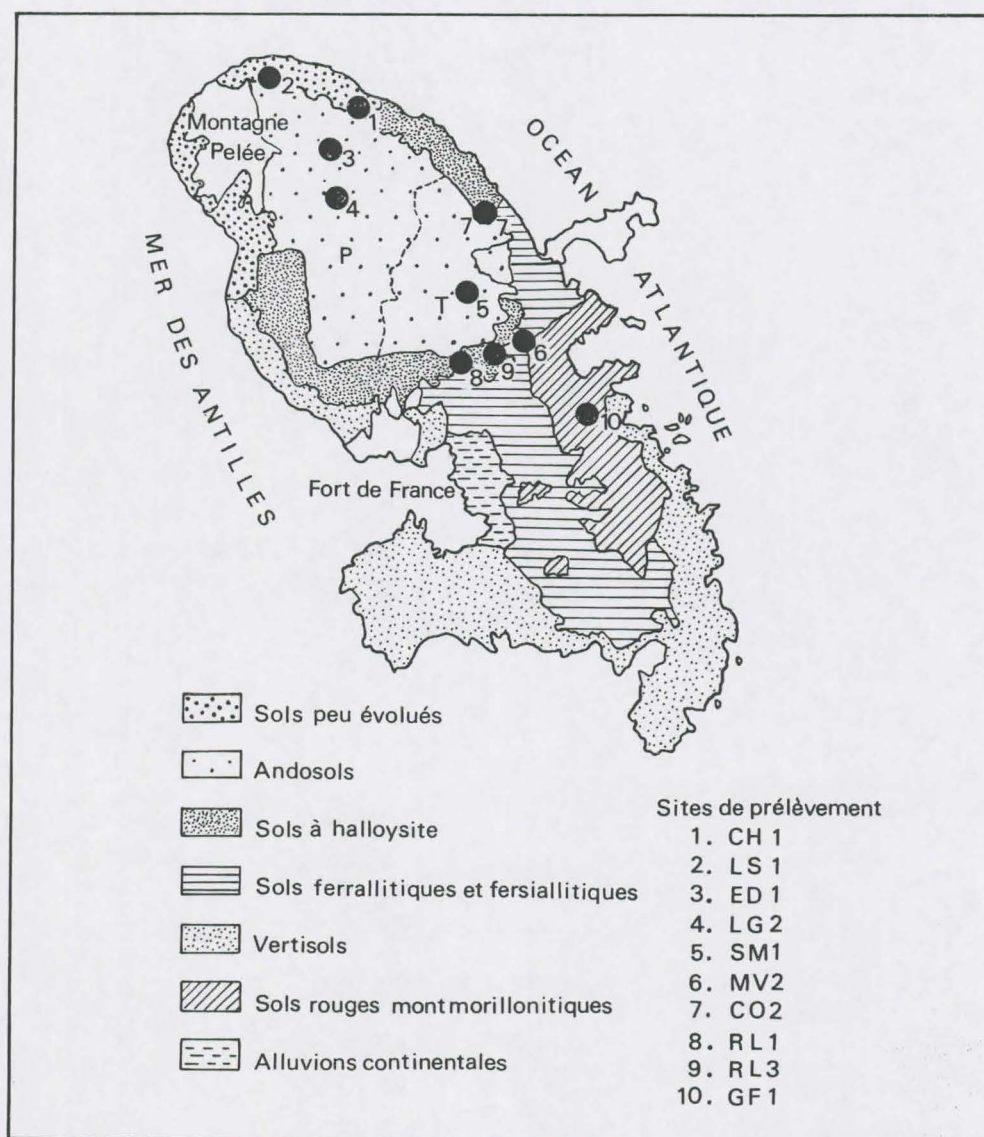 2
1
Montagne
Pelée
3
4
7 7
P
T
5
6
9
8
10
OCEAN
ATLANTIQUE
MER DES ANTILLES
Fort de France
Sols peu évolués
Andosols
Sols à halloysite
Sols ferrallitiques et fersiallitiques
Vertisols
Sols rouges montmorillonitiques
Alluvions continentales
Sites de prélèvement
1. CH 1
2. LS 1
3. ED 1
4. LG2
5. SM1
6. MV2
7. CO2
8. RL1
9. RL3
10. GF1